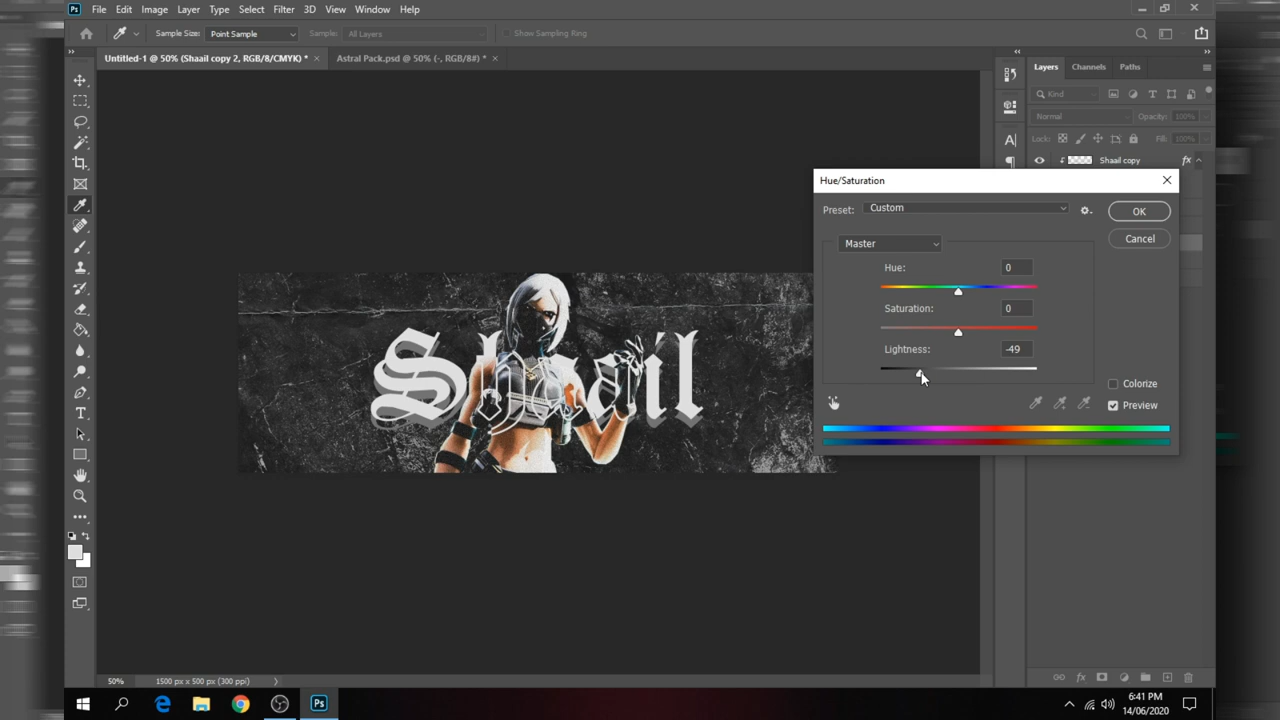 Ps File Edit Image Layer Type Select Filter 3D View Window Help
Sample Size: Point Sample Sample: All Layers Show Sampling Ring
Untitled-1 @ 50% (Shaail copy 2, RGB/8/CMYK) * × Astral Pack.psd @ 50% (-, RGB/8#) * ×
Layers Channels Paths
Kind
Normal Opacity: 100%
Lock: Fill: 100%
Shaail copy fx
Hue/Saturation
Preset: Custom OK
Master Cancel
Hue: 0
Saturation: 0
Lightness: -49
Colorize
Preview
Shaail
50% 1500 px x 500 px (300 ppi)
Ps
6:41 PM
14/06/2020